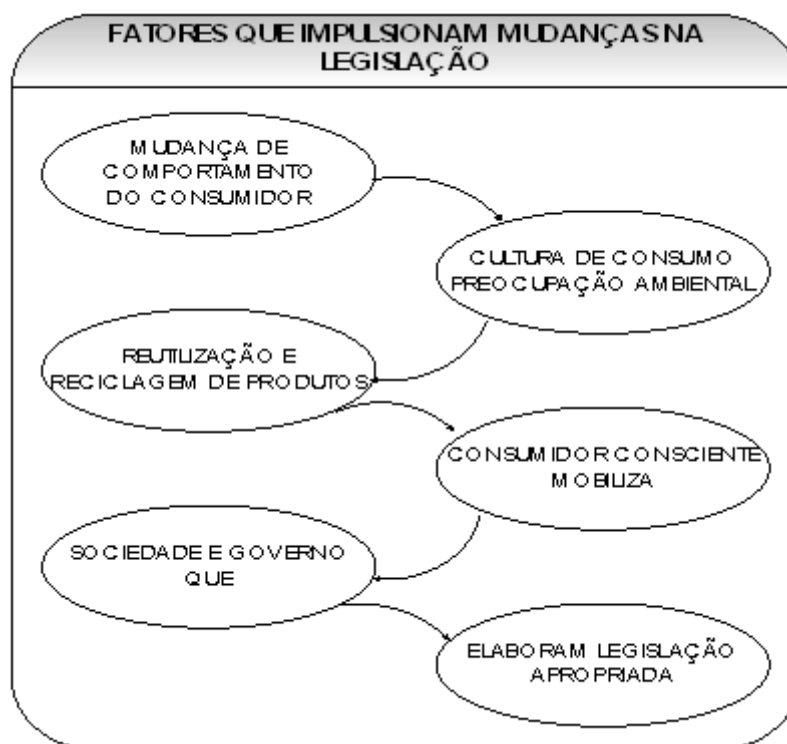 FATORES QUE IMPULSIONAM MUDANÇAS NA
LEGISLAÇÃO
MUDANÇA DE
COMPORTAMENTO
DO CONSUMIDOR
CULTURA DE CONSUMO
PREOCUPAÇÃO AMBIENTAL
REUTILIZAÇÃO E
RECICLAGEM DE PRODUTOS
CONSUMIDOR CONSCIENTE
MOBILIZA
SOCIEDADE E GOVERNO
QUE
ELABORAM LEGISLAÇÃO
APROPRIADA